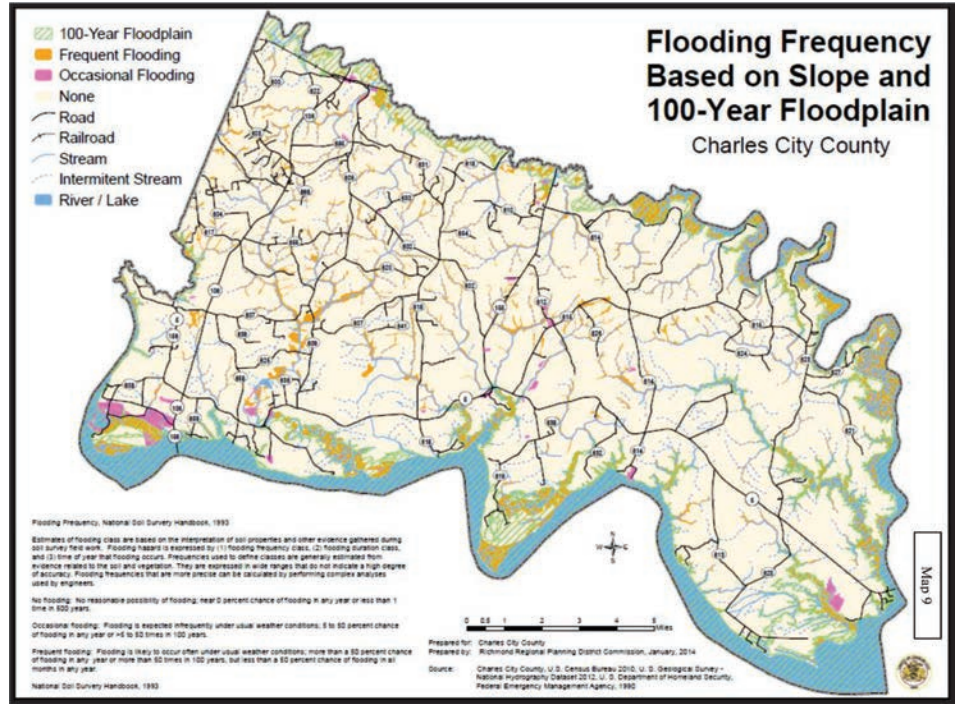 100-Year Floodplain
Frequent Flooding
Occasional Flooding
None
Road
Railroad
Stream
Intermitent Stream
River / Lake
Flooding Frequency
Based on Slope and
100-Year Floodplain
Charles City County
Flooding Frequency, National Soil Survery Handbook, 1993
Estimates of flooding class are based on the interpretation of soil properties and other evidence gathered during
soil survey field work. Flooding hazard is expressed by (1) flooding frequency class, (2) flooding duration class,
and (3) time of year that flooding occurs. Frequencies used to define classes are generally estimated from
evidence related to the soil and vegetation. They are expressed in wide ranges that do not indicate a high degree
of accuracy. Flooding frequencies that are more precise can be calculated by performing complex analyses
used by engineers.
No flooding: No reasonable possibility of flooding; near 0 percent chance of flooding in any year or less than 1
time in 500 years.
Occasional flooding: Flooding is expected infrequently under usual weather conditions; 5 to 50 percent chance
of flooding in any year or >5 to 50 times in 100 years.
Frequent flooding: Flooding is likely to occur often under usual weather conditions; more than a 50 percent chance
of flooding in any year or more than 50 times in 100 years, but less than a 50 percent chance of flooding in all
months in any year.
National Soil Survery Handbook, 1993
N
W E
S
0 0.5 1 2 3 4 5
Miles
Prepared for: Charles City County
Prepared by: Richmond Regional Planning District Commission, January, 2014
Source: Charles City County, U.S. Census Bureau 2010, U. S. Geological Survey -
National Hydrography Dataset 2012, U. S. Department of Homeland Security,
Federal Emergency Management Agency, 1990
Map 9